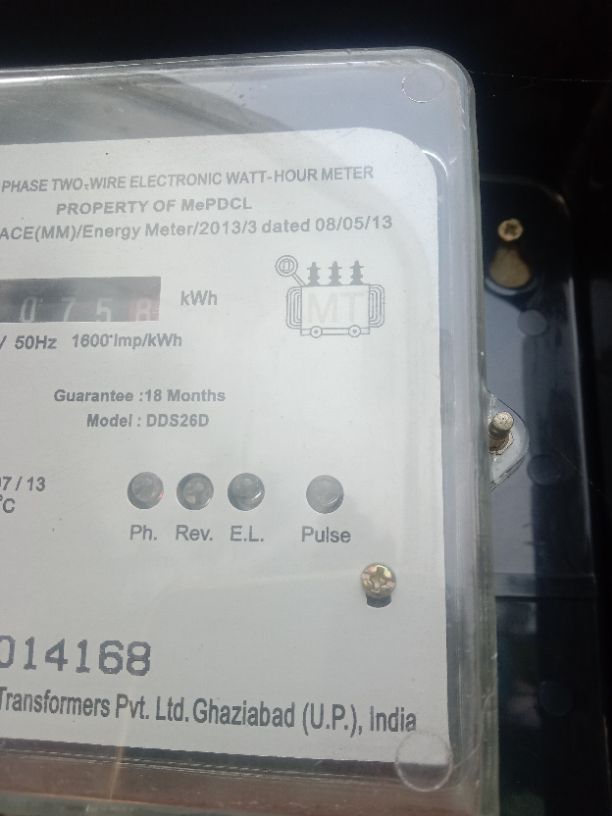 PHASE TWO-WIRE ELECTRONIC WATT-HOUR METER
PROPERTY OF MePDCL
ACE(MM)/Energy Meter/2013/3 dated 08/05/13
0 7 5 8 kWh
MT
/ 50Hz 1600 Imp/kWh
Guarantee :18 Months
Model : DDS26D
07 / 13
°C
Ph. Rev. E.L. Pulse
014168
Transformers Pvt. Ltd. Ghaziabad (U.P.), India